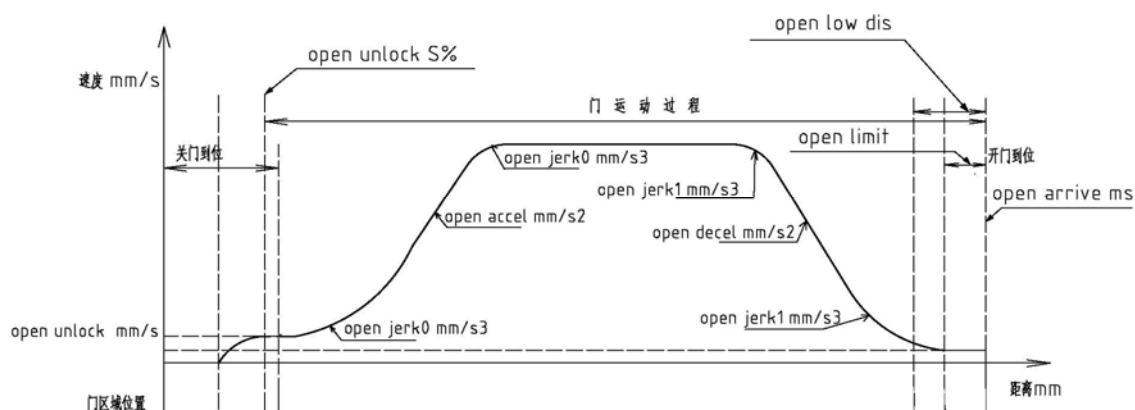 open low dis
open unlock S%
速度 mm/s
门运动过程
open limit
关门到位
开门到位
open jerk0 mm/s3
open jerk1 mm/s3
open arrive ms
open accel mm/s2
open decel mm/s2
open unlock mm/s
open jerk0 mm/s3
open jerk1 mm/s3
门区域位置
距离mm